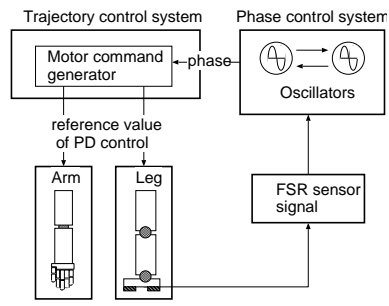 Trajectory control system
Phase control system
Motor command
generator
phase
Oscillators
reference value
of PD control
Arm
Leg
FSR sensor
signal